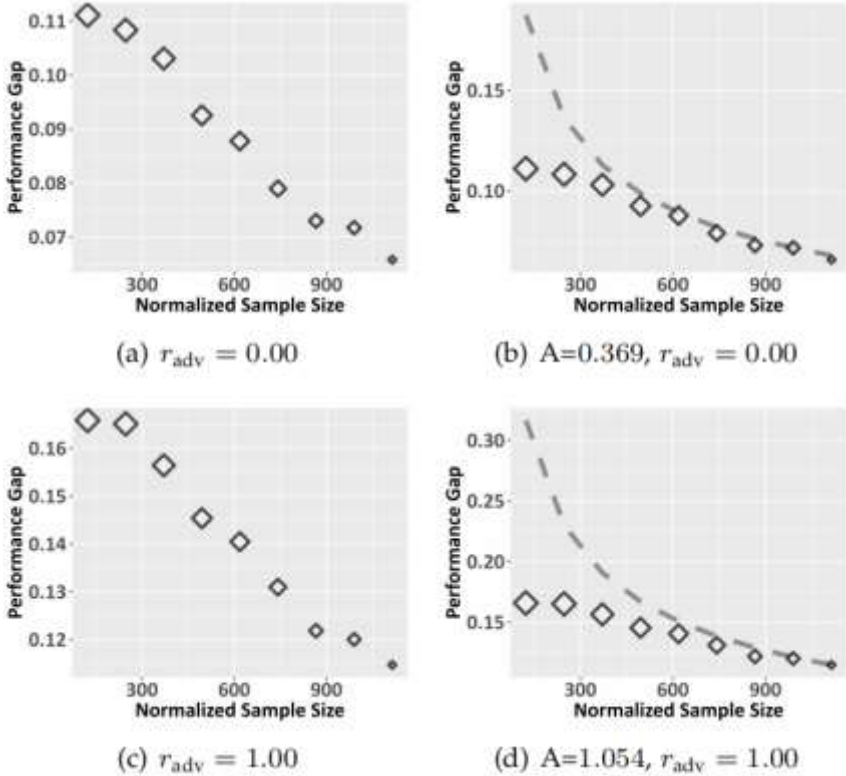 0.11
0.10
0.09
0.08
0.07
Performance Gap
300 600 900
Normalized Sample Size
(a) r_adv = 0.00
0.15
0.10
Performance Gap
300 600 900
Normalized Sample Size
(b) A=0.369, r_adv = 0.00
0.16
0.15
0.14
0.13
0.12
Performance Gap
300 600 900
Normalized Sample Size
(c) r_adv = 1.00
0.30
0.25
0.20
0.15
Performance Gap
300 600 900
Normalized Sample Size
(d) A=1.054, r_adv = 1.00